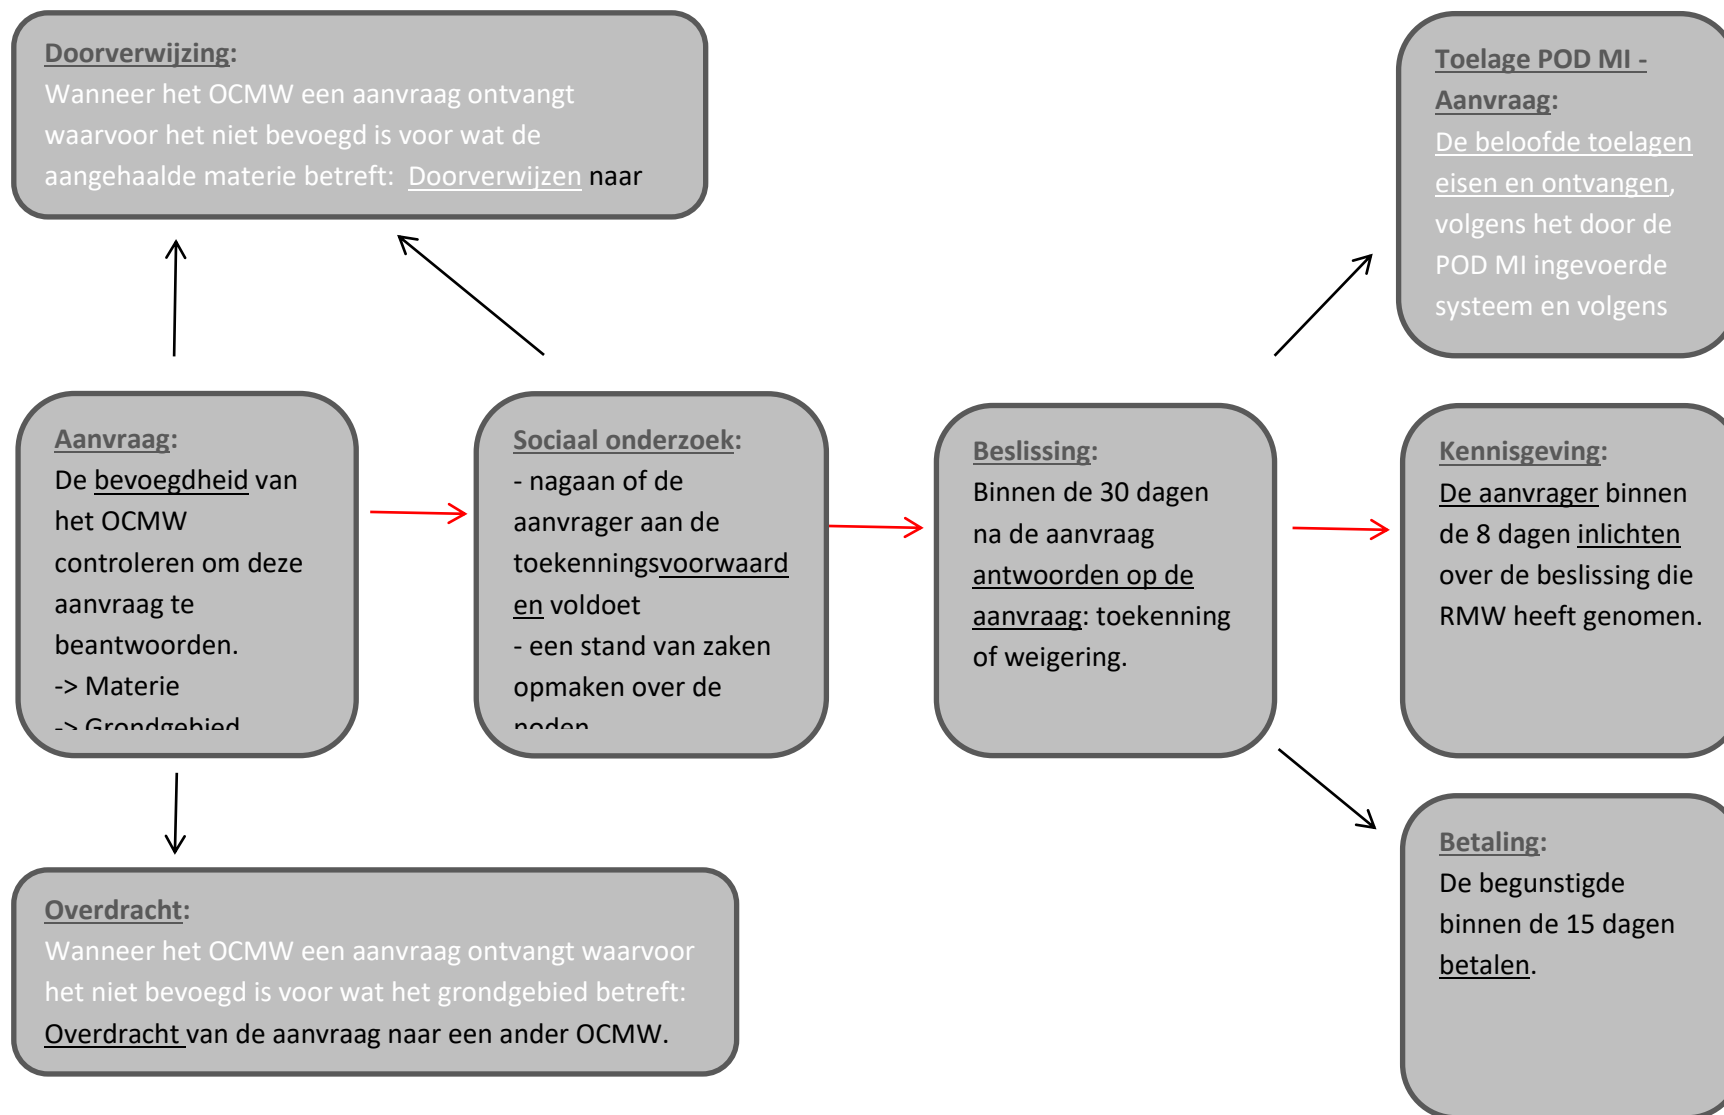 Doorverwijzing:
Wanneer het OCMW een aanvraag ontvangt
waarvoor het niet bevoegd is voor wat de
aangehaalde materie betreft: Doorverwijzen naar
Toelage POD MI -
Aanvraag:
De beloofde toelagen
eisen en ontvangen,
volgens het door de
POD MI ingevoerde
systeem en volgens
Aanvraag:
De bevoegdheid van
het OCMW
controleren om deze
aanvraag te
beantwoorden.
-> Materie
-> Grondgebied
Sociaal onderzoek:
- nagaan of de
aanvrager aan de
toekenningsvoorwaard
en voldoet
- een stand van zaken
opmaken over de
noden
Beslissing:
Binnen de 30 dagen
na de aanvraag
antwoorden op de
aanvraag: toekenning
of weigering.
Kennisgeving:
De aanvrager binnen
de 8 dagen inlichten
over de beslissing die
RMW heeft genomen.
Overdracht:
Wanneer het OCMW een aanvraag ontvangt waarvoor
het niet bevoegd is voor wat het grondgebied betreft:
Overdracht van de aanvraag naar een ander OCMW.
Betaling:
De begunstigde
binnen de 15 dagen
betalen.